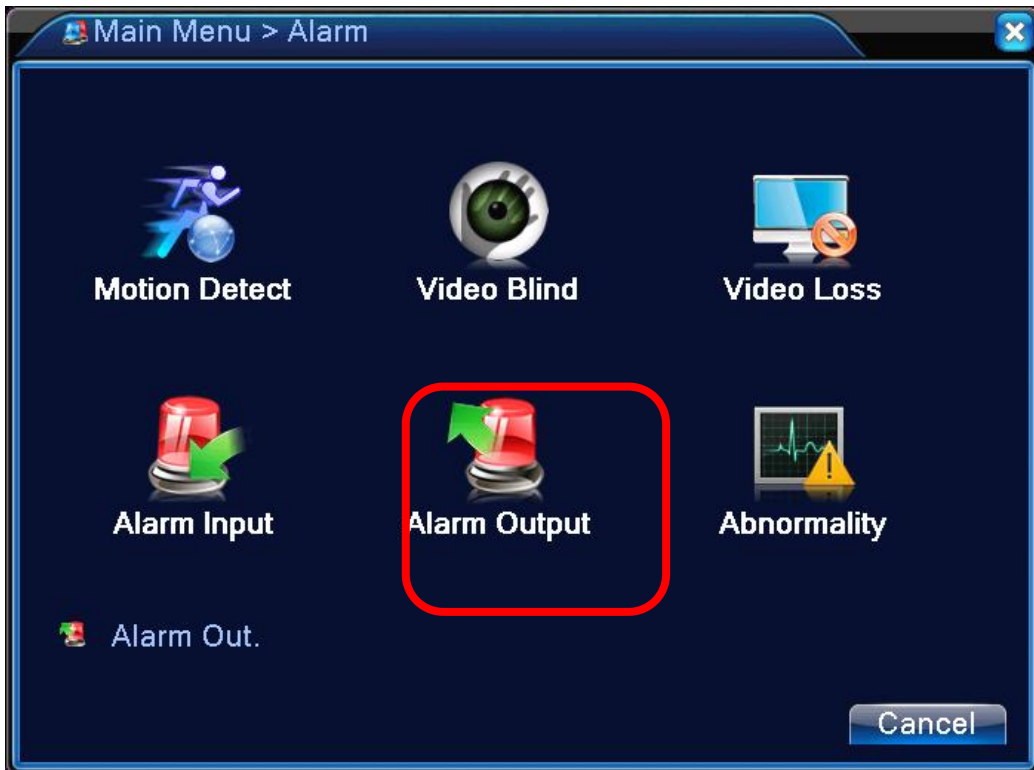 Main Menu > Alarm
Motion Detect
Video Blind
Video Loss
Alarm Input
Alarm Output
Abnormality
Alarm Out.
Cancel